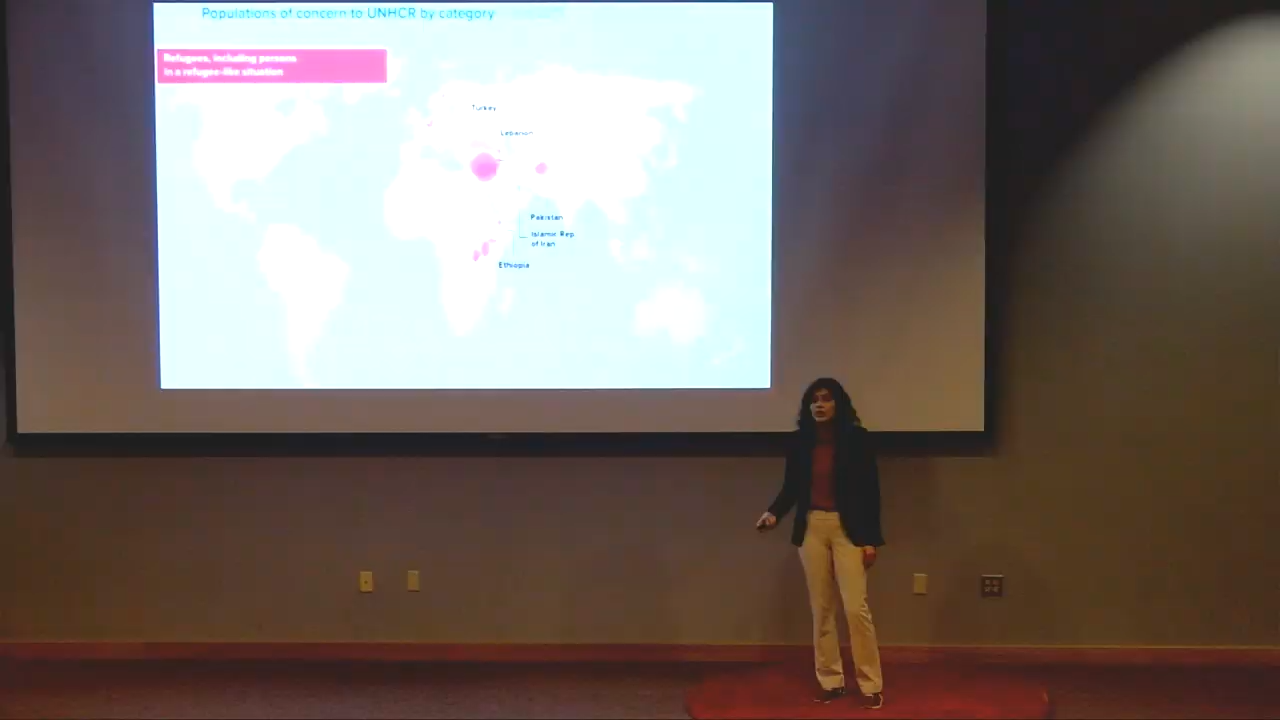 Populations of concern to UNHCR by category
Refugees, including persons
in a refugee-like situation
Turkey
Lebanon
Pakistan
Islamic Rep.
of Iran
Ethiopia